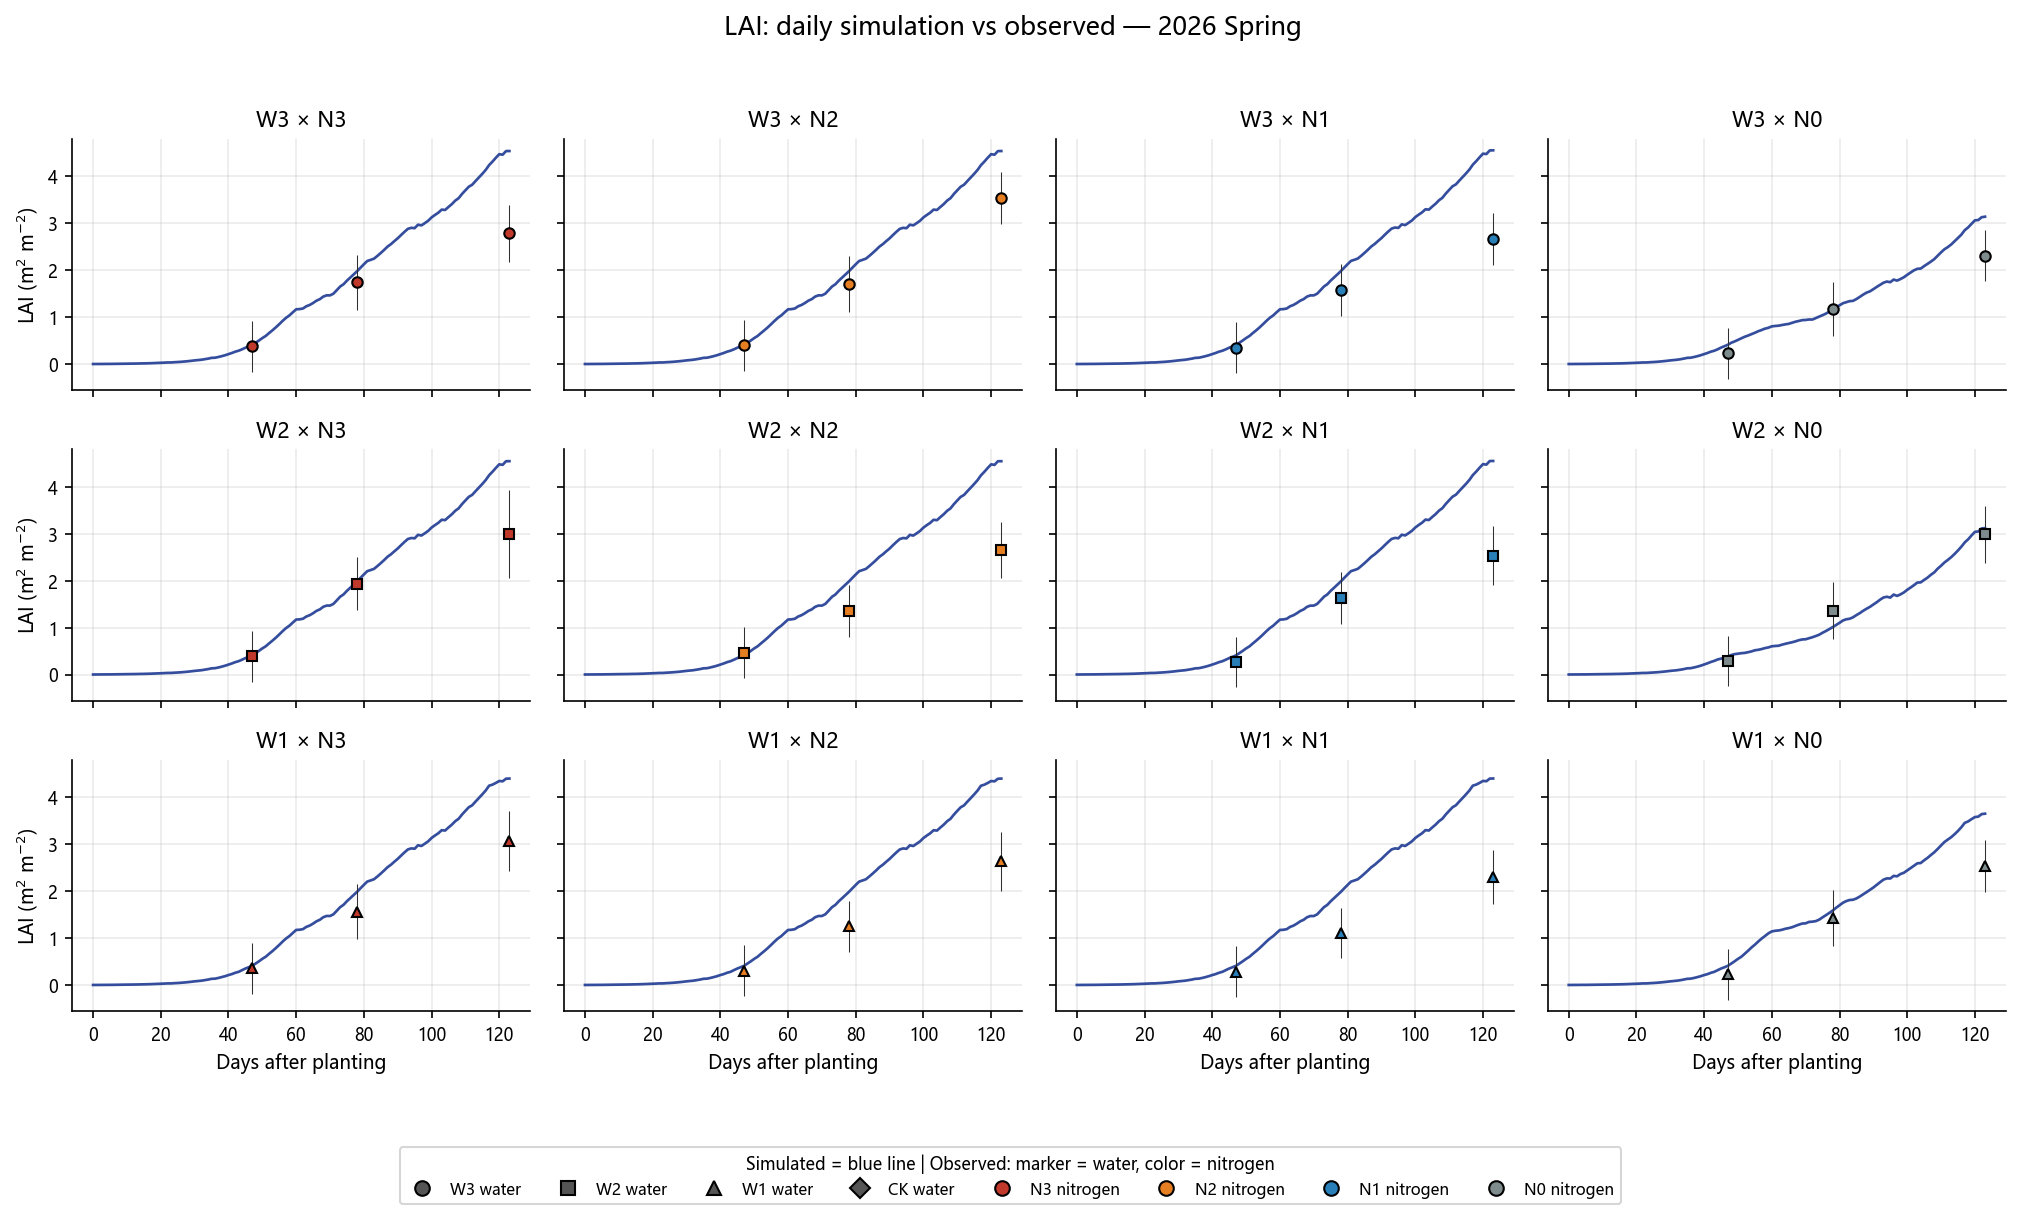 LAI: daily simulation vs observed — 2026 Spring
W3 × N3
W3 × N2
W3 × N1
W3 × N0
LAI (m² m⁻²)
4
3
2
1
0
W2 × N3
W2 × N2
W2 × N1
W2 × N0
LAI (m² m⁻²)
4
3
2
1
0
W1 × N3
W1 × N2
W1 × N1
W1 × N0
LAI (m² m⁻²)
4
3
2
1
0
0 20 40 60 80 100 120
0 20 40 60 80 100 120
0 20 40 60 80 100 120
0 20 40 60 80 100 120
Days after planting
Days after planting
Days after planting
Days after planting
Simulated = blue line | Observed: marker = water, color = nitrogen
W3 water W2 water W1 water CK water N3 nitrogen N2 nitrogen N1 nitrogen N0 nitrogen